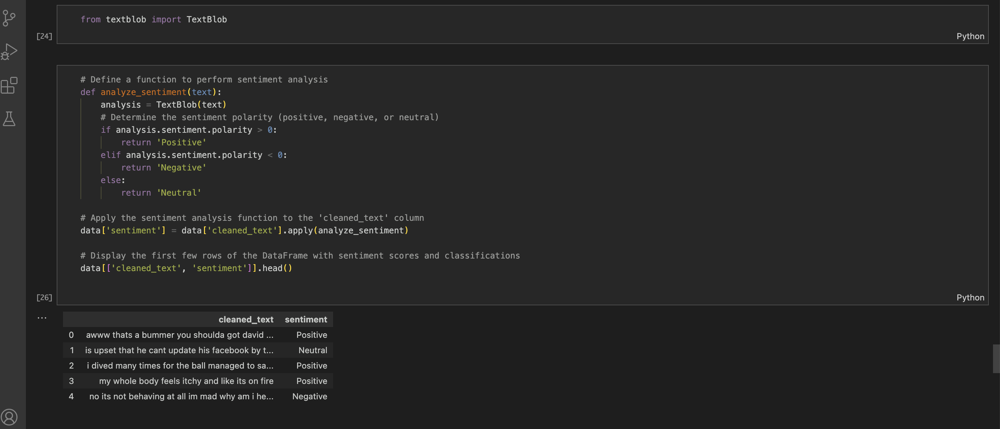 from textblob import TextBlob
[24]
Python
# Define a function to perform sentiment analysis
def analyze_sentiment(text):
    analysis = TextBlob(text)
    # Determine the sentiment polarity (positive, negative, or neutral)
    if analysis.sentiment.polarity > 0:
        return 'Positive'
    elif analysis.sentiment.polarity < 0:
        return 'Negative'
    else:
        return 'Neutral'
# Apply the sentiment analysis function to the 'cleaned_text' column
data['sentiment'] = data['cleaned_text'].apply(analyze_sentiment)
# Display the first few rows of the DataFrame with sentiment scores and classifications
data[['cleaned_text', 'sentiment']].head()
[26]
Python
...
cleaned_text sentiment
0 awww thats a bummer you shoulda got david ... Positive
1 is upset that he cant update his facebook by t... Neutral
2 i dived many times for the ball managed to sa... Positive
3 my whole body feels itchy and like its on fire Positive
4 no its not behaving at all im mad why am i he... Negative